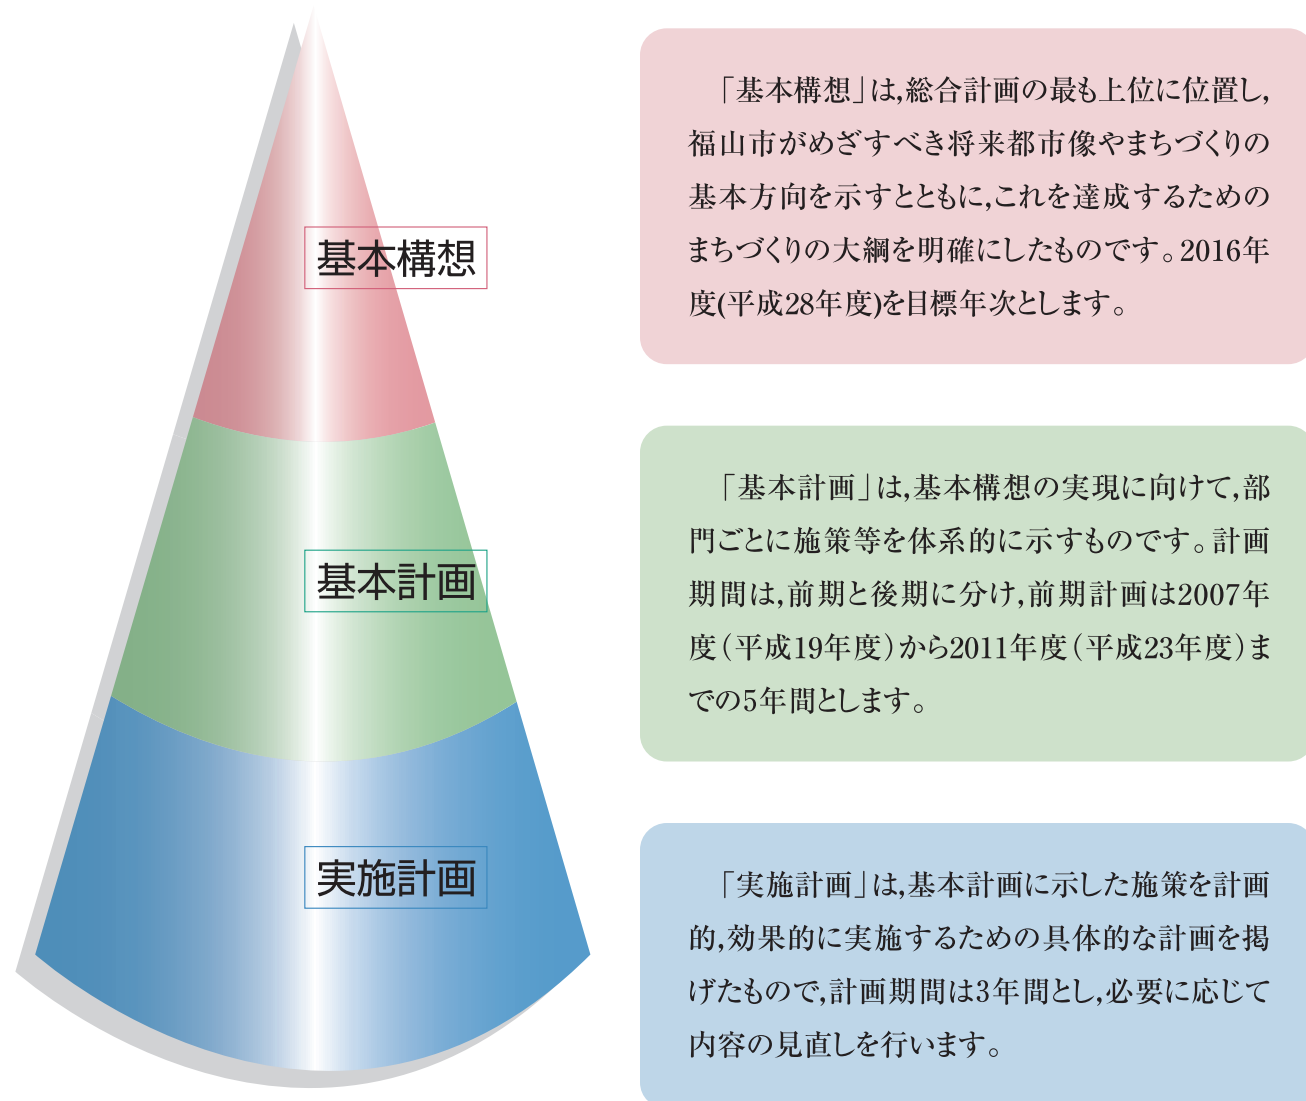 基本構想
「基本構想」は,総合計画の最も上位に位置し,
福山市がめざすべき将来都市像やまちづくりの
基本方向を示すとともに,これを達成するための
まちづくりの大綱を明確にしたものです。2016年
度(平成28年度)を目標年次とします。
基本計画
「基本計画」は,基本構想の実現に向けて,部
門ごとに施策等を体系的に示すものです。計画
期間は,前期と後期に分け,前期計画は2007年
度（平成19年度）から2011年度（平成23年度）ま
での5年間とします。
実施計画
「実施計画」は,基本計画に示した施策を計画
的,効果的に実施するための具体的な計画を掲
げたもので,計画期間は3年間とし,必要に応じて
内容の見直しを行います。